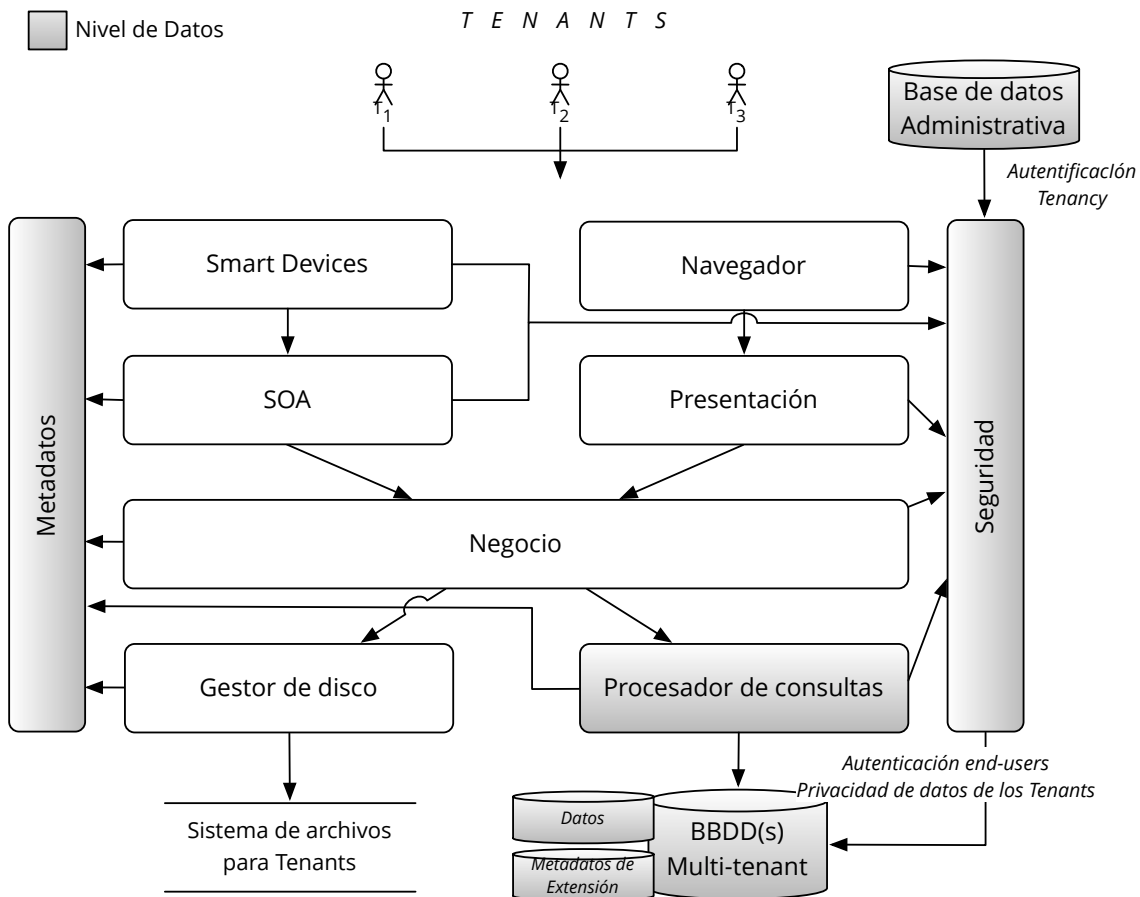 Nivel de Datos
T E N A N T S
T1
T2
T3
Base de datos
Administrativa
Autentificaclón
Tenancy
Smart Devices
Navegador
SOA
Presentación
Metadatos
Seguridad
Negocio
Gestor de disco
Procesador de consultas
Autenticación end-users
Privacidad de datos de los Tenants
Sistema de archivos
para Tenants
Datos
Metadatos de
Extensión
BBDD(s)
Multi-tenant